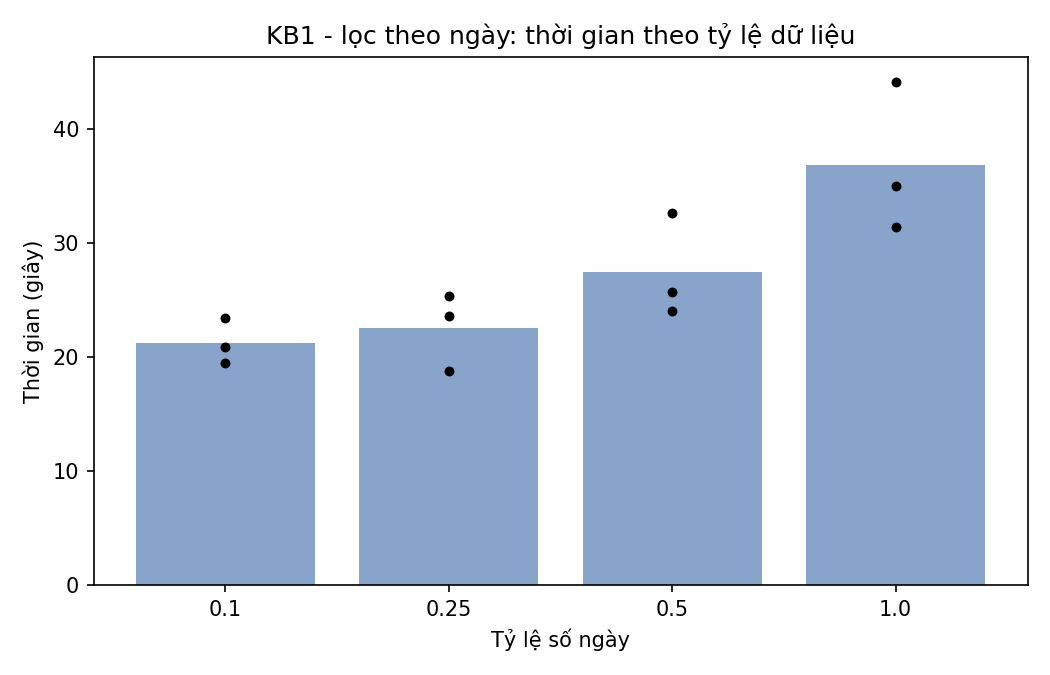 KB1 - lọc theo ngày: thời gian theo tỷ lệ dữ liệu
Thời gian (giây)
40
30
20
10
0
0.1 0.25 0.5 1.0
Tỷ lệ số ngày